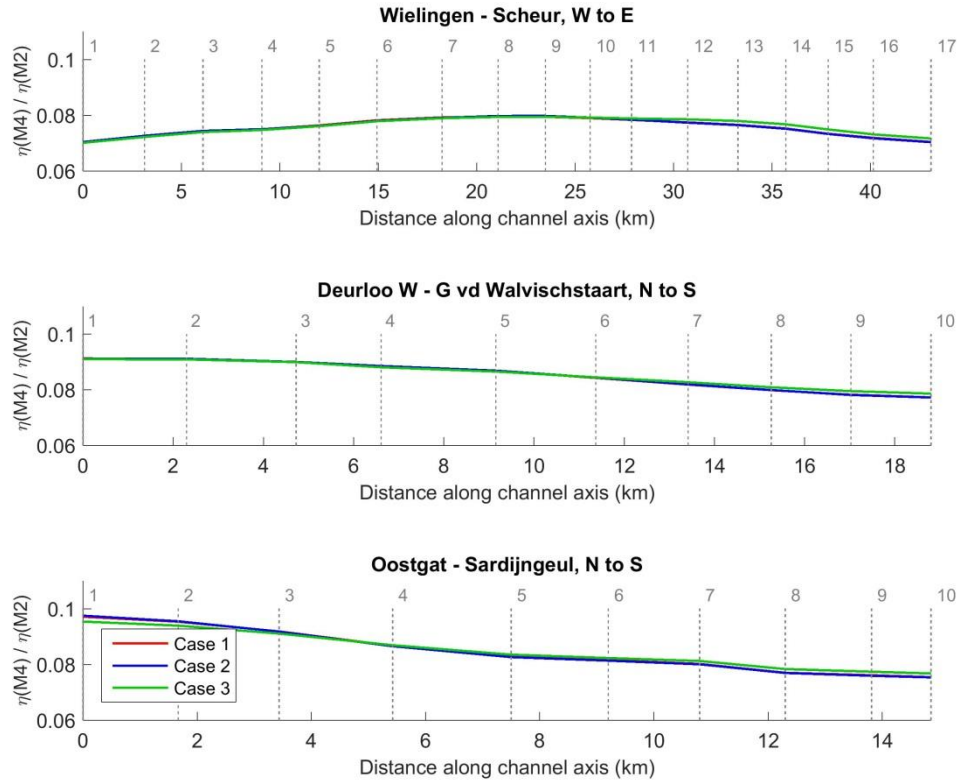 Wielingen - Scheur, W to E
1 2 3 4 5 6 7 8 9 10 11 12 13 14 15 16 17
0.1
0.08
0.06
η(M4) / η(M2)
0 5 10 15 20 25 30 35 40
Distance along channel axis (km)
Deurloo W - G vd Walvischstaart, N to S
1 2 3 4 5 6 7 8 9 10
0.1
0.08
0.06
η(M4) / η(M2)
0 2 4 6 8 10 12 14 16 18
Distance along channel axis (km)
Oostgat - Sardijngeul, N to S
1 2 3 4 5 6 7 8 9 10
0.1
0.08
0.06
η(M4) / η(M2)
Case 1
Case 2
Case 3
0 2 4 6 8 10 12 14
Distance along channel axis (km)